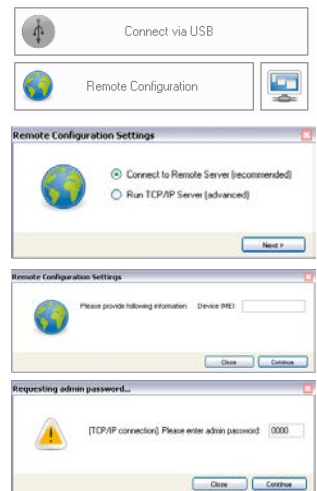 Connect via USB
Remote Configuration
Remote Configuration Settings
Connect to Remote Server (recommended)
Run TCP/IP Server (advanced)
Next >
Remote Configuration Settings
Please provide following information: Device IMEI:
Close Continue
Requesting admin password...
[TCP/IP connection]. Please enter admin password: 0000
Close Continue